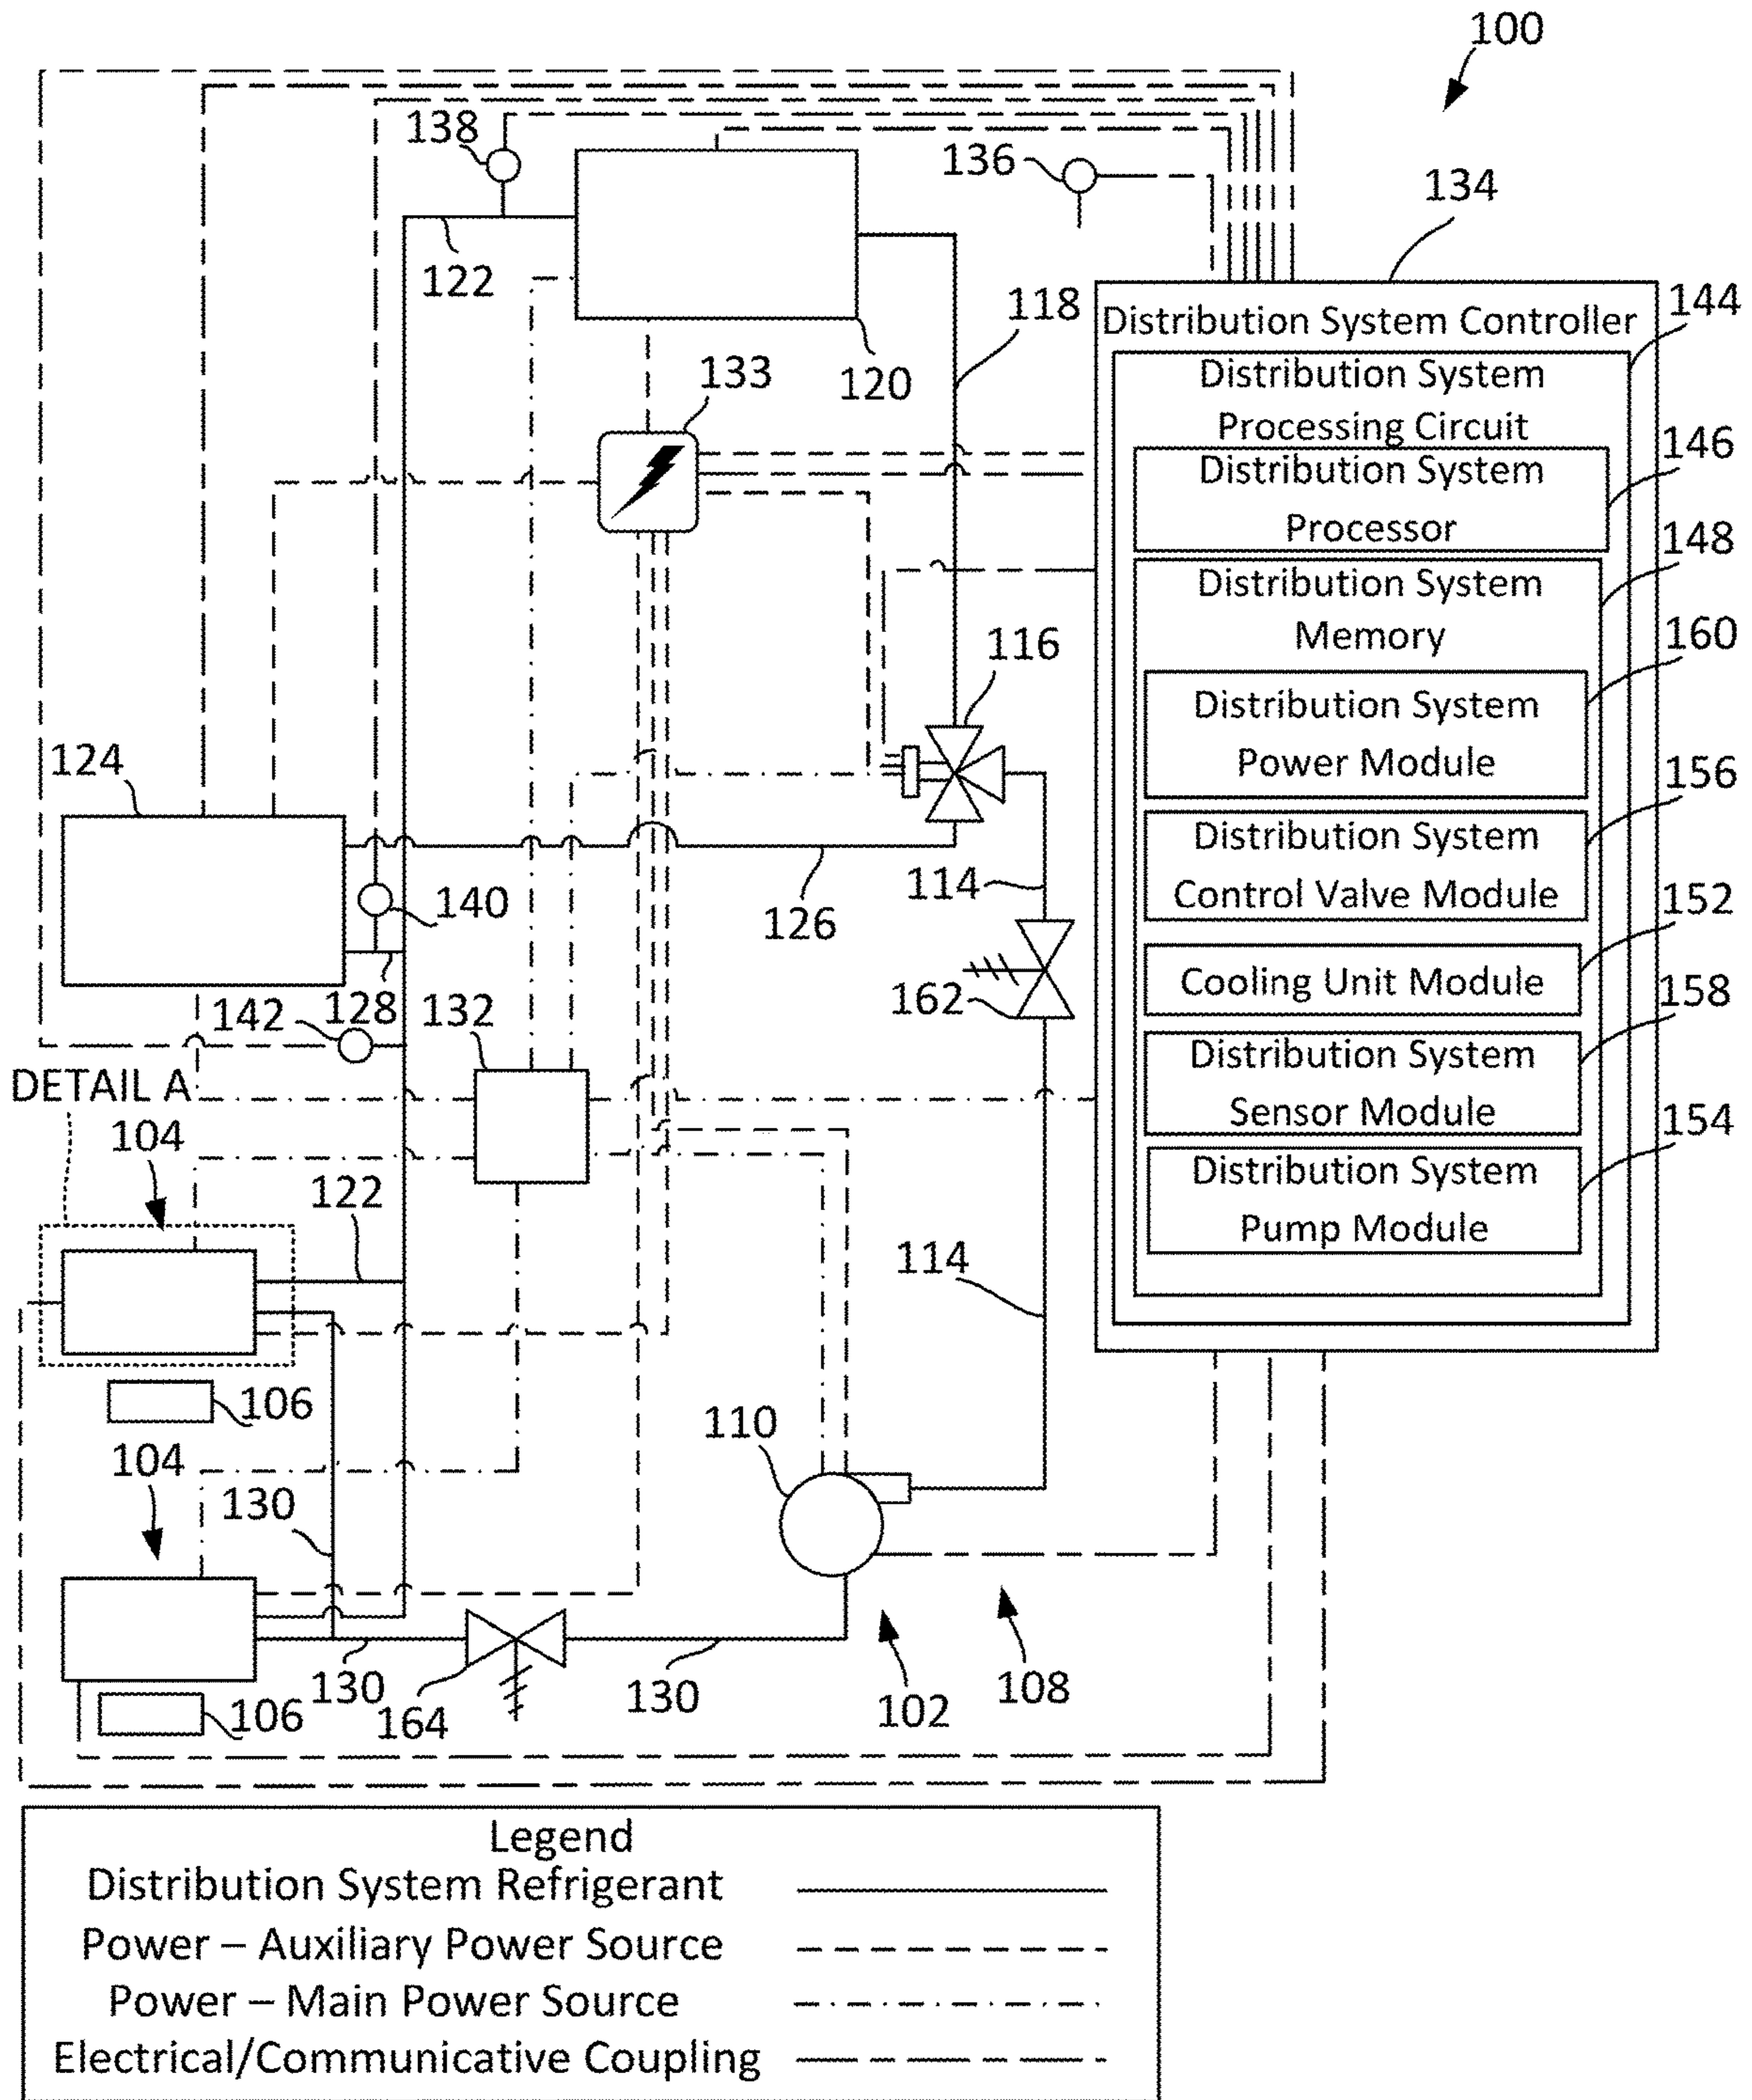 100
138
136
134
122
118
144
Distribution System Controller
Distribution System
Processing Circuit
120
133
146
Distribution System
Processor
148
Distribution System
Memory
116
160
Distribution System
Power Module
124
156
Distribution System
Control Valve Module
140
126
114
152
Cooling Unit Module
128
142
132
162
158
Distribution System
Sensor Module
DETAIL A
104
154
Distribution System
Pump Module
122
114
106
110
104
130
130
130
106
164
102
108
Legend
Distribution System Refrigerant
Power – Auxiliary Power Source
Power – Main Power Source
Electrical/Communicative Coupling